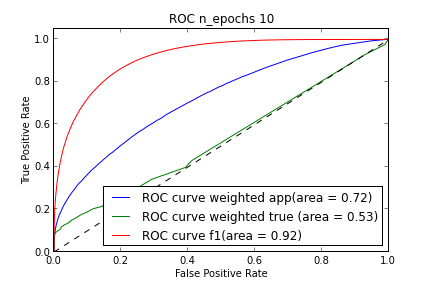 ROC n_epochs 10
1.0
0.8
0.6
0.4
0.2
0.0
True Positive Rate
ROC curve weighted app(area = 0.72)
ROC curve weighted true (area = 0.53)
ROC curve f1(area = 0.92)
0.0 0.2 0.4 0.6 0.8 1.0
False Positive Rate